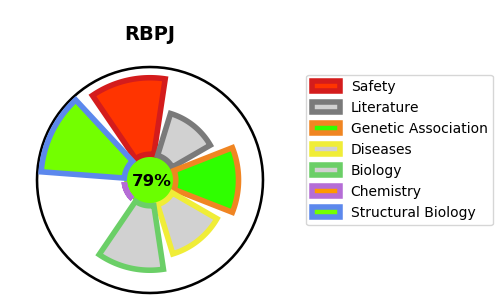 RBPJ
79%
Safety
Literature
Genetic Association
Diseases
Biology
Chemistry
Structural Biology